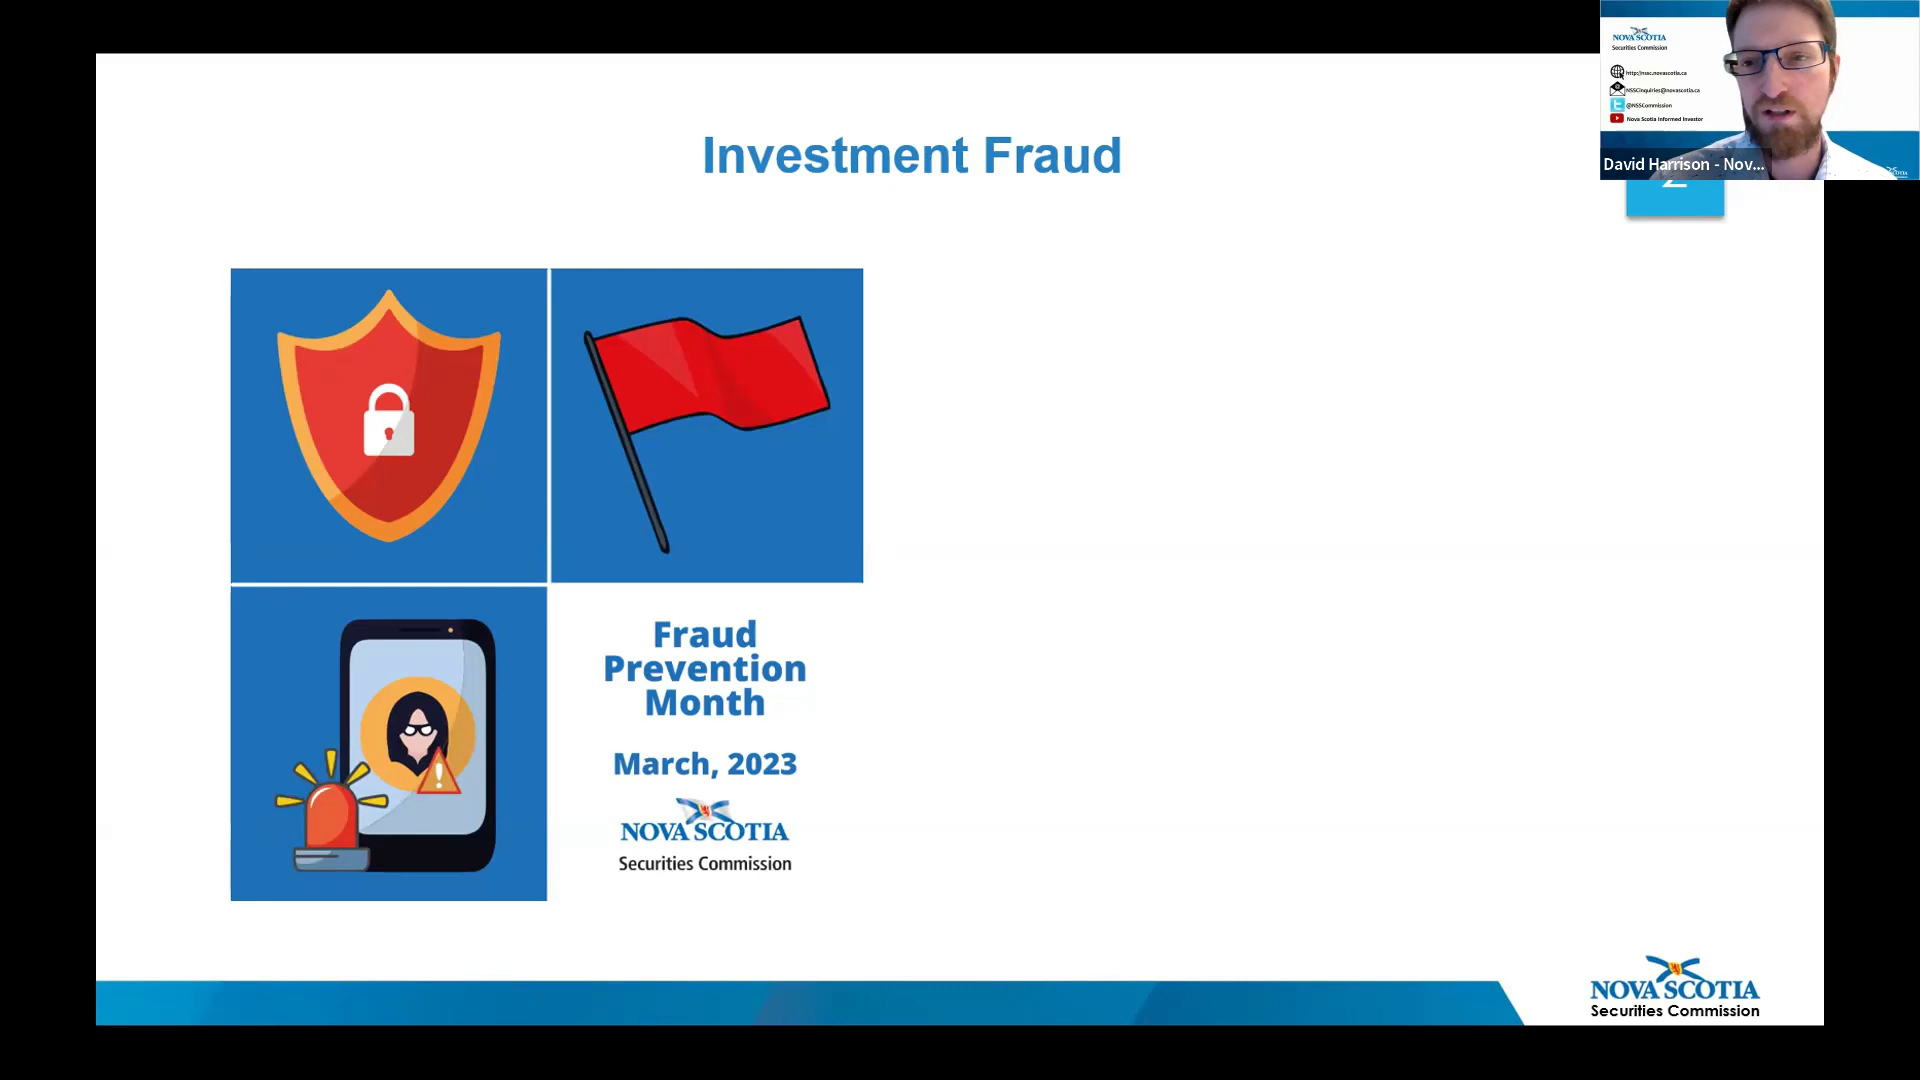 Investment Fraud
NOVA SCOTIA
Securities Commission
http://nssc.novascotia.ca
NSSCinquiries@novascotia.ca
@NSSCommission
Nova Scotia Informed Investor
David Harrison - Nov...
2
Fraud
Prevention
Month
March, 2023
NOVA SCOTIA
Securities Commission
NOVA SCOTIA
Securities Commission